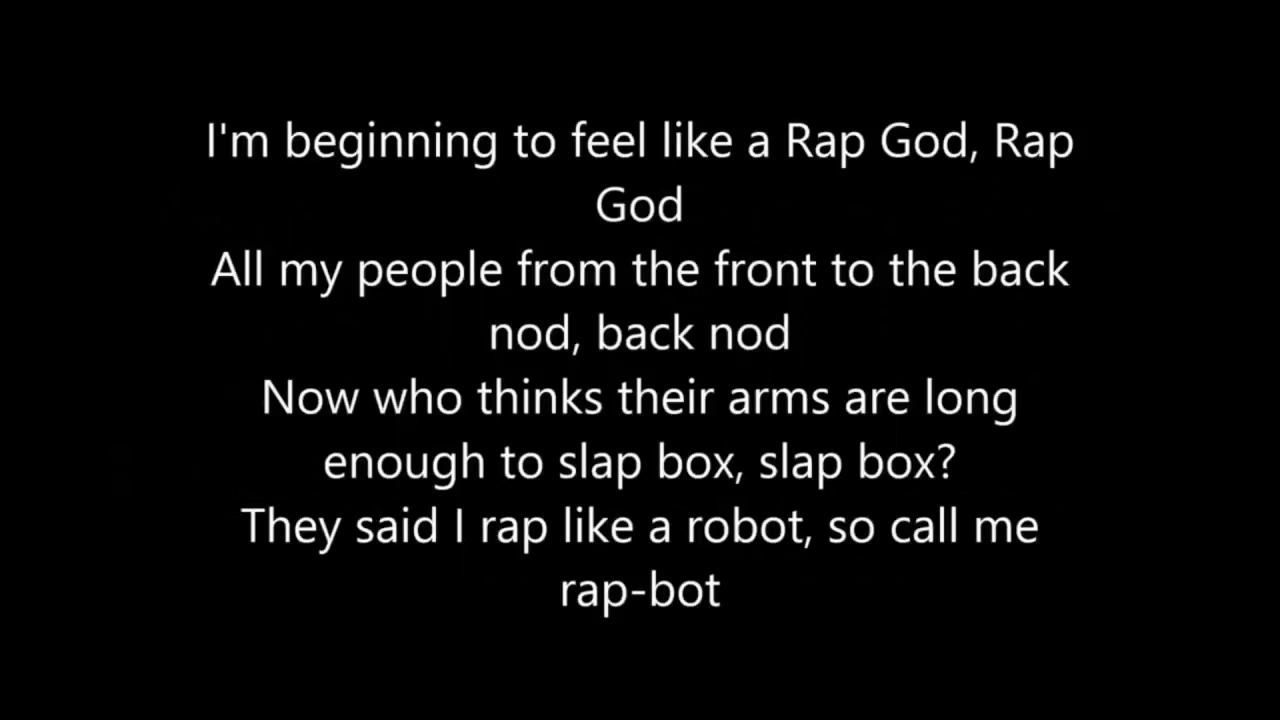 I'm beginning to feel like a Rap God, Rap
God
All my people from the front to the back
nod, back nod
Now who thinks their arms are long
enough to slap box, slap box?
They said I rap like a robot, so call me
rap-bot